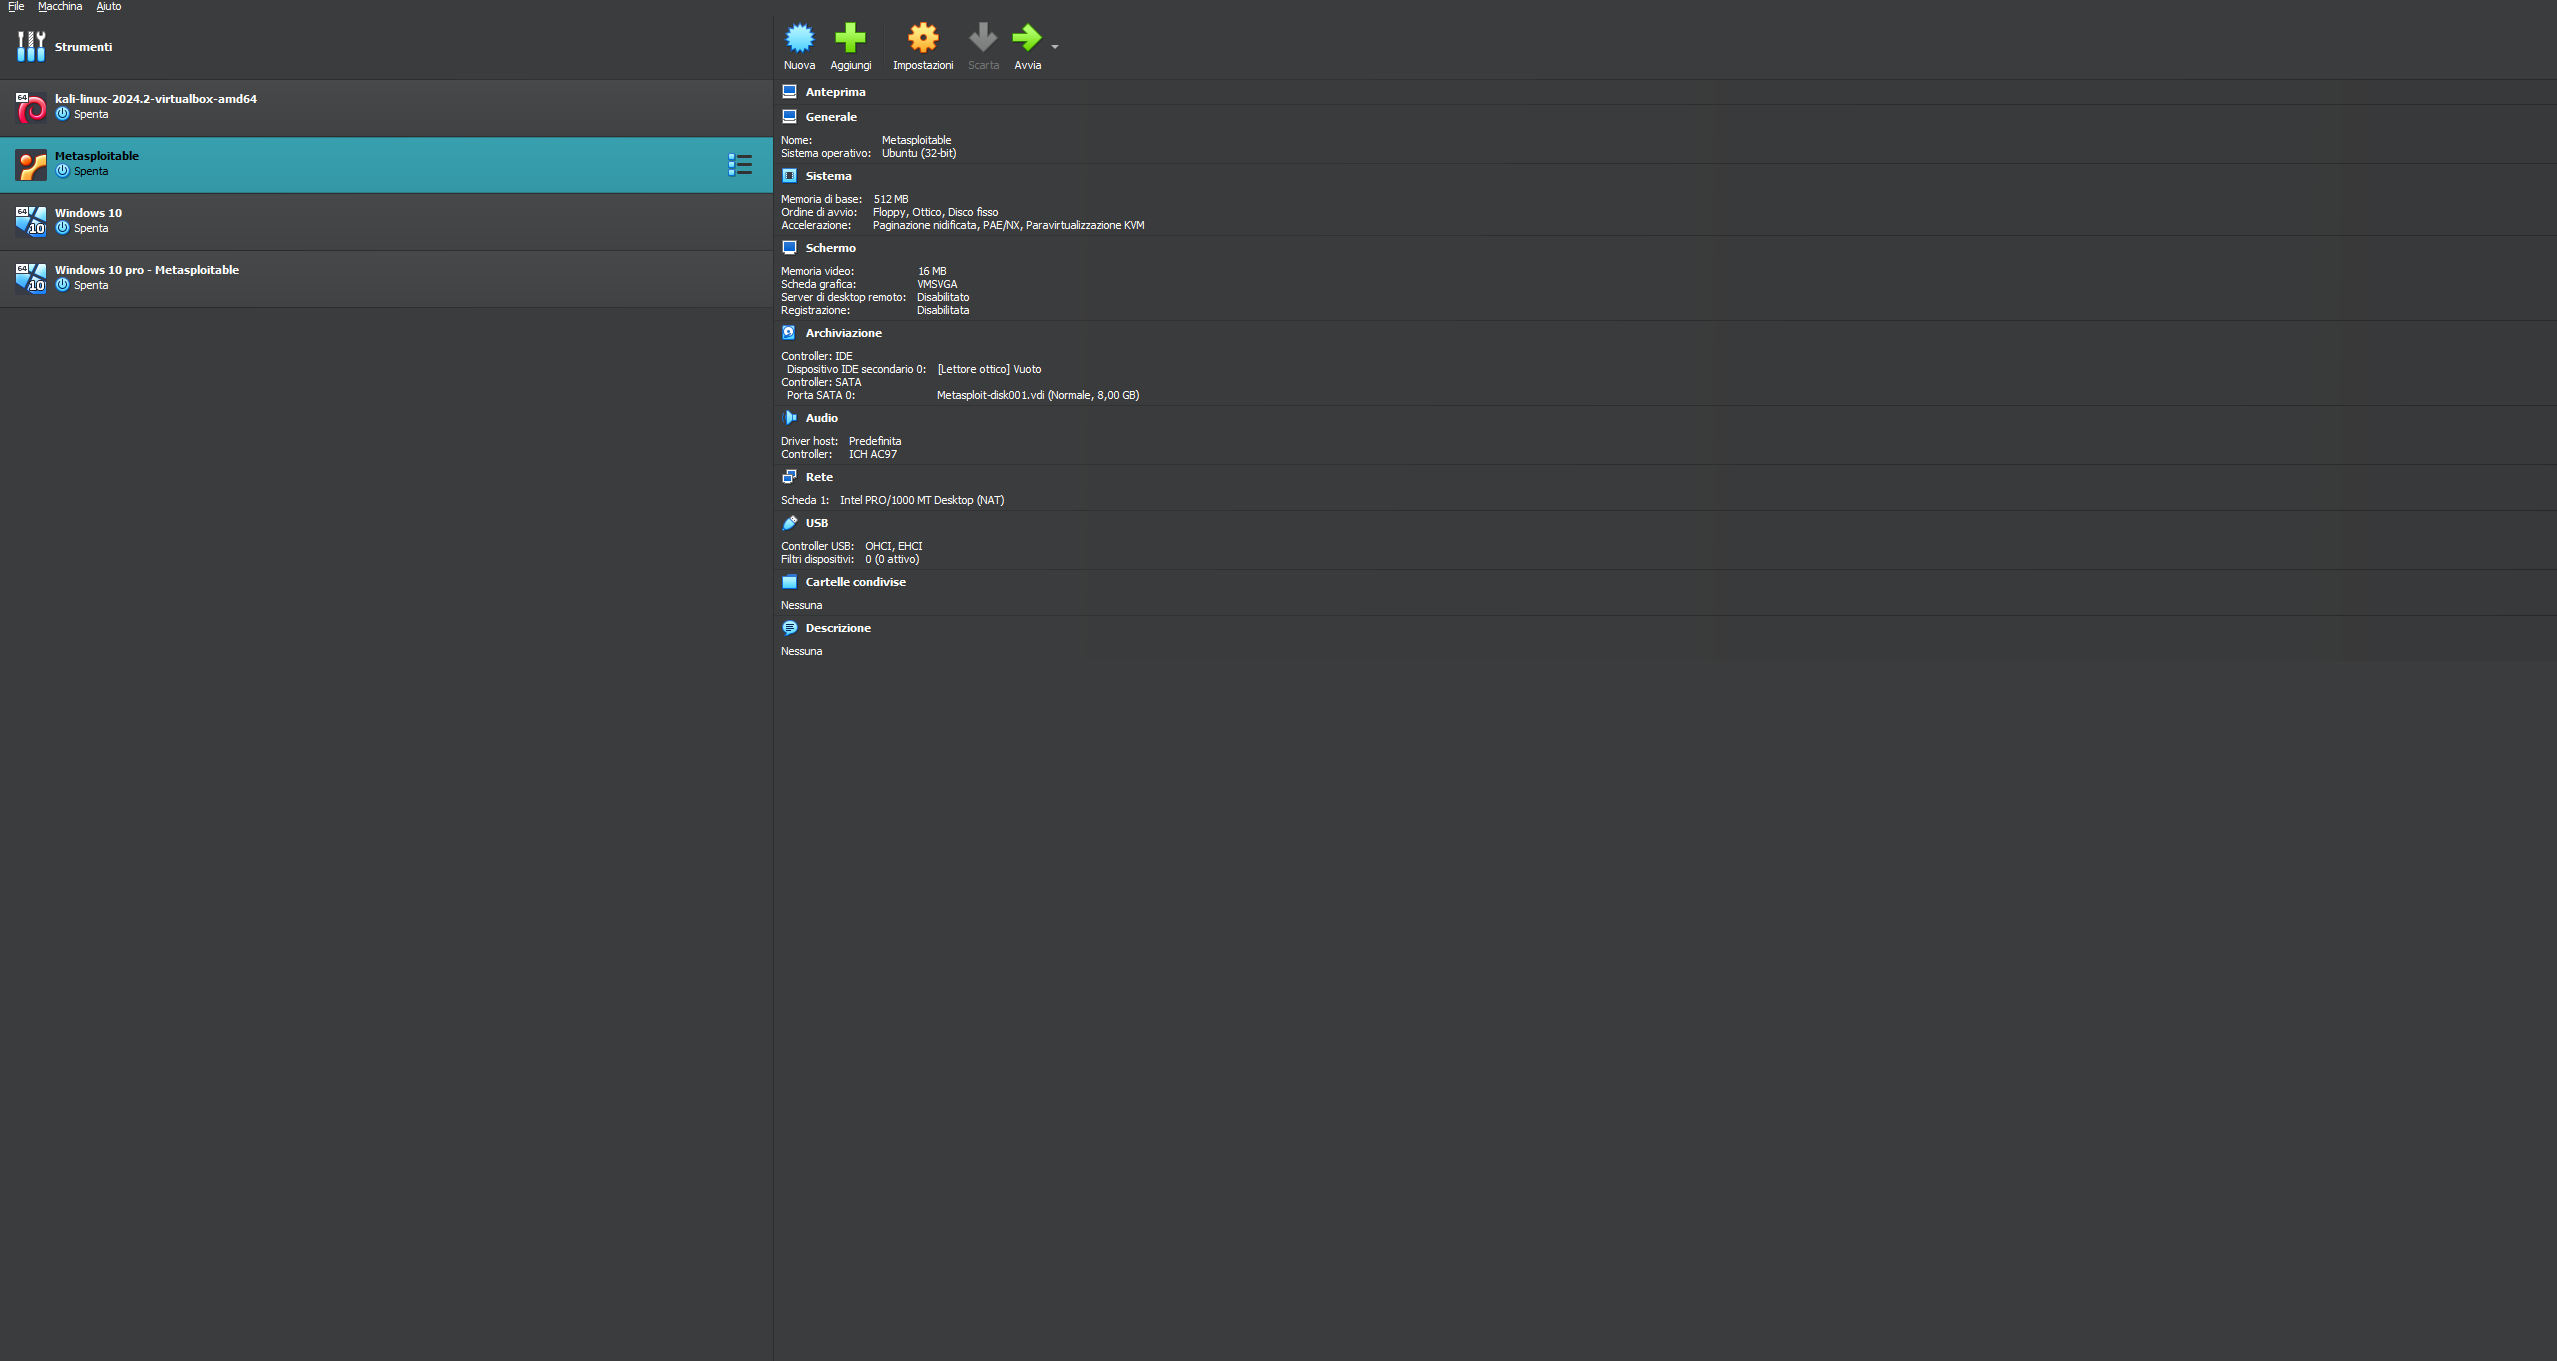 File Macchina Aiuto
Strumenti
64
kali-linux-2024.2-virtualbox-amd64
Spenta
Metasploitable
Spenta
64
10
Windows 10
Spenta
64
10
Windows 10 pro - Metasploitable
Spenta
Nuova Aggiungi Impostazioni Scarta Avvia
Anteprima
Generale
Nome: Metasploitable
Sistema operativo: Ubuntu (32-bit)
Sistema
Memoria di base: 512 MB
Ordine di avvio: Floppy, Ottico, Disco fisso
Accelerazione: Paginazione nidificata, PAE/NX, Paravirtualizzazione KVM
Schermo
Memoria video: 16 MB
Scheda grafica: VMSVGA
Server di desktop remoto: Disabilitato
Registrazione: Disabilitata
Archiviazione
Controller: IDE
Dispositivo IDE secondario 0: [Lettore ottico] Vuoto
Controller: SATA
Porta SATA 0: Metasploit-disk001.vdi (Normale, 8,00 GB)
Audio
Driver host: Predefinita
Controller: ICH AC97
Rete
Scheda 1: Intel PRO/1000 MT Desktop (NAT)
USB
Controller USB: OHCI, EHCI
Filtri dispositivi: 0 (0 attivo)
Cartelle condivise
Nessuna
Descrizione
Nessuna